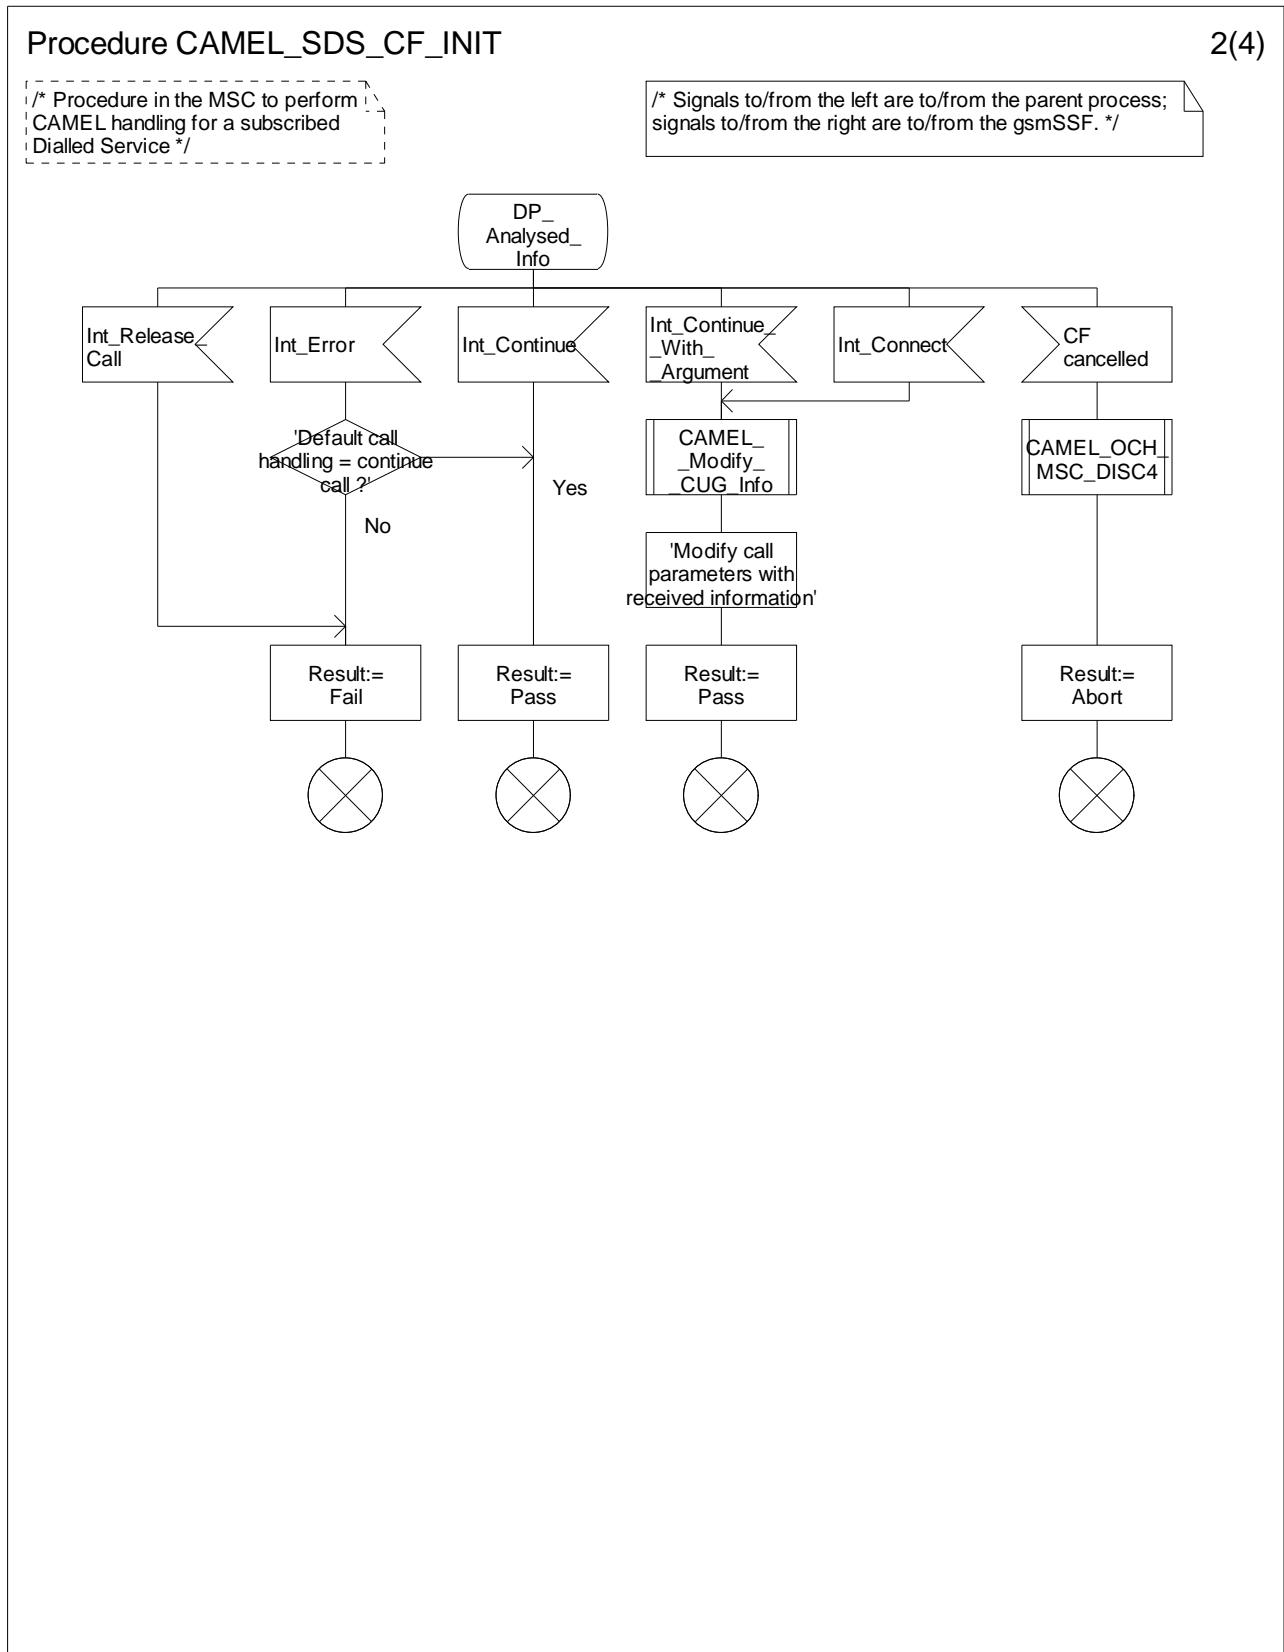 Procedure CAMEL_SDS_CF_INIT
2(4)
/* Procedure in the MSC to perform
CAMEL handling for a subscribed
Dialled Service */
/* Signals to/from the left are to/from the parent process;
signals to/from the right are to/from the gsmSSF. */
DP_
Analysed_
Info
Int_Release_
Call
Int_Error
Int_Continue
Int_Continue_
_With_
_Argument
Int_Connect
CF
cancelled
'Default call
handling = continue
call ?'
Yes
No
CAMEL_
_Modify_
_CUG_Info
CAMEL_OCH_
MSC_DISC4
'Modify call
parameters with
received information'
Result:=
Fail
Result:=
Pass
Result:=
Pass
Result:=
Abort